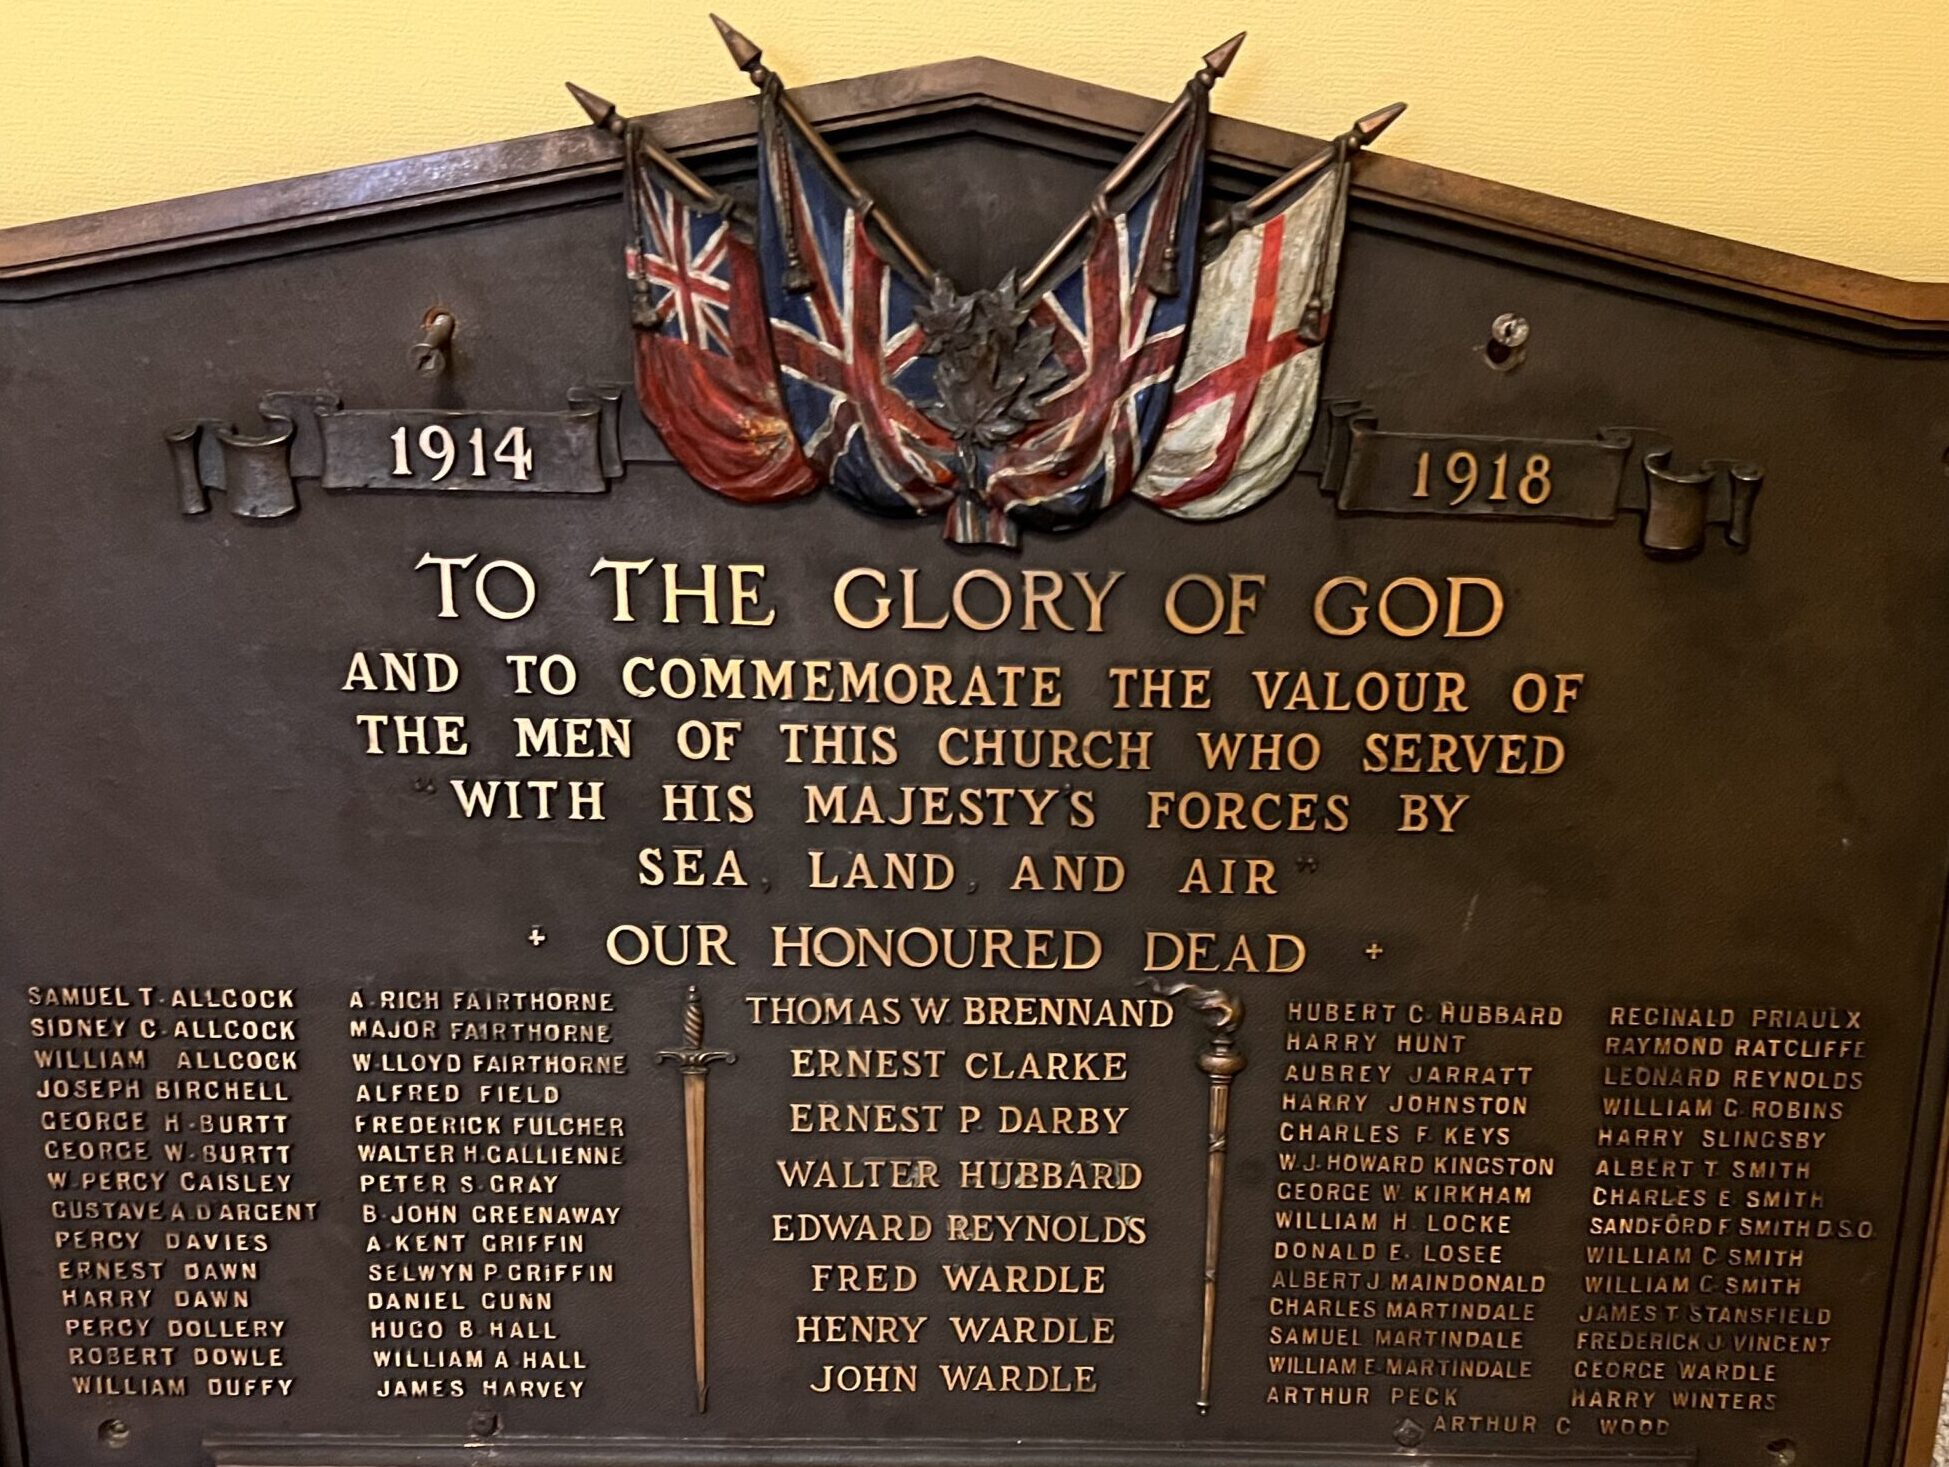 1914
1918
TO THE GLORY OF GOD
AND TO COMMEMORATE THE VALOUR OF
THE MEN OF THIS CHURCH WHO SERVED
"WITH HIS MAJESTY'S FORCES BY
SEA, LAND, AND AIR"
+ OUR HONOURED DEAD +
SAMUEL T. ALLCOCK
SIDNEY C. ALLCOCK
WILLIAM ALLCOCK
JOSEPH BIRCHELL
GEORGE H. BURTT
GEORGE W. BURTT
W. PERCY CAISLEY
GUSTAVE A. D'ARGENT
PERCY DAVIES
ERNEST DAWN
HARRY DAWN
PERCY DOLLERY
ROBERT DOWLE
WILLIAM DUFFY
A. RICH FAIRTHORNE
MAJOR FAIRTHORNE
W. LLOYD FAIRTHORNE
ALFRED FIELD
FREDERICK FULCHER
WALTER H. GALLIENNE
PETER S. GRAY
B. JOHN GREENAWAY
A. KENT GRIFFIN
SELWYN P. GRIFFIN
DANIEL GUNN
HUGO B. HALL
WILLIAM A. HALL
JAMES HARVEY
THOMAS W. BRENNAND
ERNEST CLARKE
ERNEST P. DARBY
WALTER HUBBARD
EDWARD REYNOLDS
FRED WARDLE
HENRY WARDLE
JOHN WARDLE
HUBERT C. HUBBARD
HARRY HUNT
AUBREY JARRATT
HARRY JOHNSTON
CHARLES F. KEYS
W. J. HOWARD KINGSTON
GEORGE W. KIRKHAM
WILLIAM H. LOCKE
DONALD E. LOSEE
ALBERT J. MAINDONALD
CHARLES MARTINDALE
SAMUEL MARTINDALE
WILLIAM E. MARTINDALE
ARTHUR PECK
REGINALD PRIAULX
RAYMOND RATCLIFFE
LEONARD REYNOLDS
WILLIAM G. ROBINS
HARRY SLINGSBY
ALBERT T. SMITH
CHARLES E. SMITH
SANDFORD F. SMITH D.S.O.
WILLIAM C. SMITH
WILLIAM G. SMITH
JAMES T. STANSFIELD
FREDERICK J. VINCENT
GEORGE WARDLE
HARRY WINTERS
ARTHUR C. WOOD